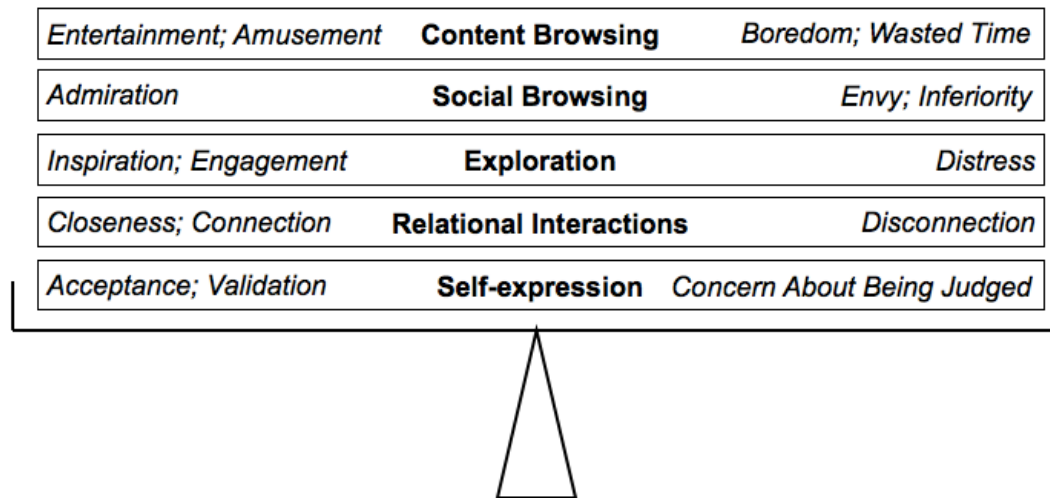 Entertainment; Amusement Content Browsing Boredom; Wasted Time
Admiration Social Browsing Envy; Inferiority
Inspiration; Engagement Exploration Distress
Closeness; Connection Relational Interactions Disconnection
Acceptance; Validation Self-expression Concern About Being Judged